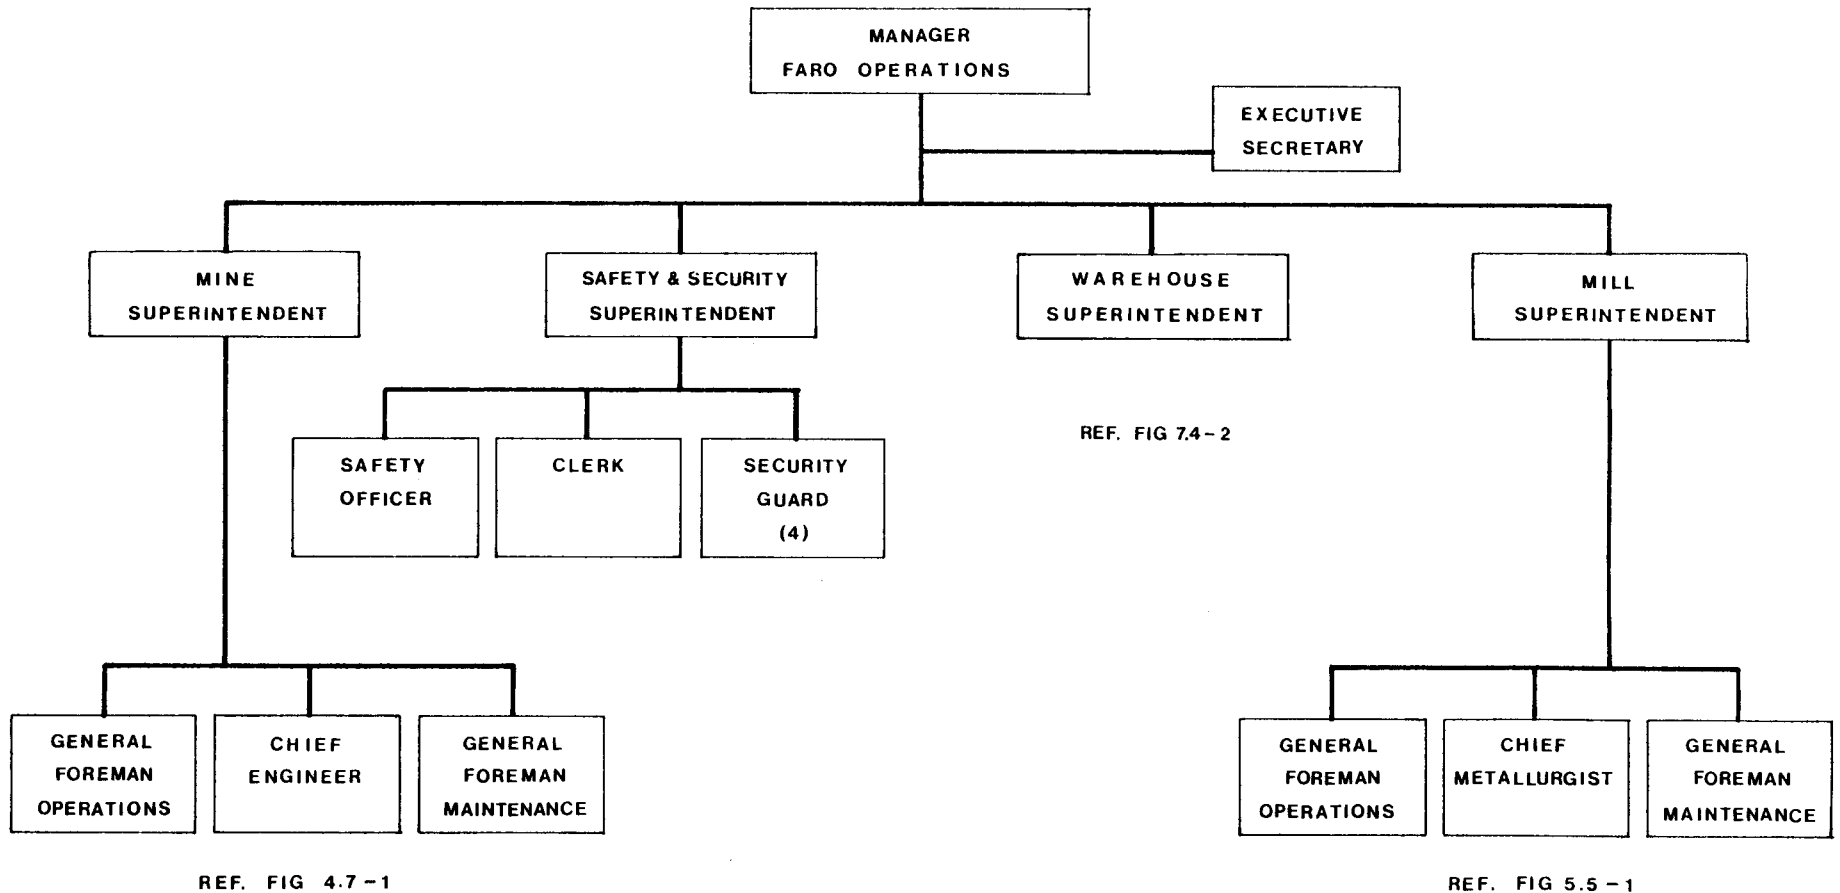 MANAGER
FARO OPERATIONS
EXECUTIVE
SECRETARY
MINE
SUPERINTENDENT
SAFETY & SECURITY
SUPERINTENDENT
WAREHOUSE
SUPERINTENDENT
MILL
SUPERINTENDENT
REF. FIG 7.4-2
SAFETY
OFFICER
CLERK
SECURITY
GUARD
(4)
GENERAL
FOREMAN
OPERATIONS
CHIEF
ENGINEER
GENERAL
FOREMAN
MAINTENANCE
GENERAL
FOREMAN
OPERATIONS
CHIEF
METALLURGIST
GENERAL
FOREMAN
MAINTENANCE
REF. FIG 4.7-1
REF. FIG 5.5-1